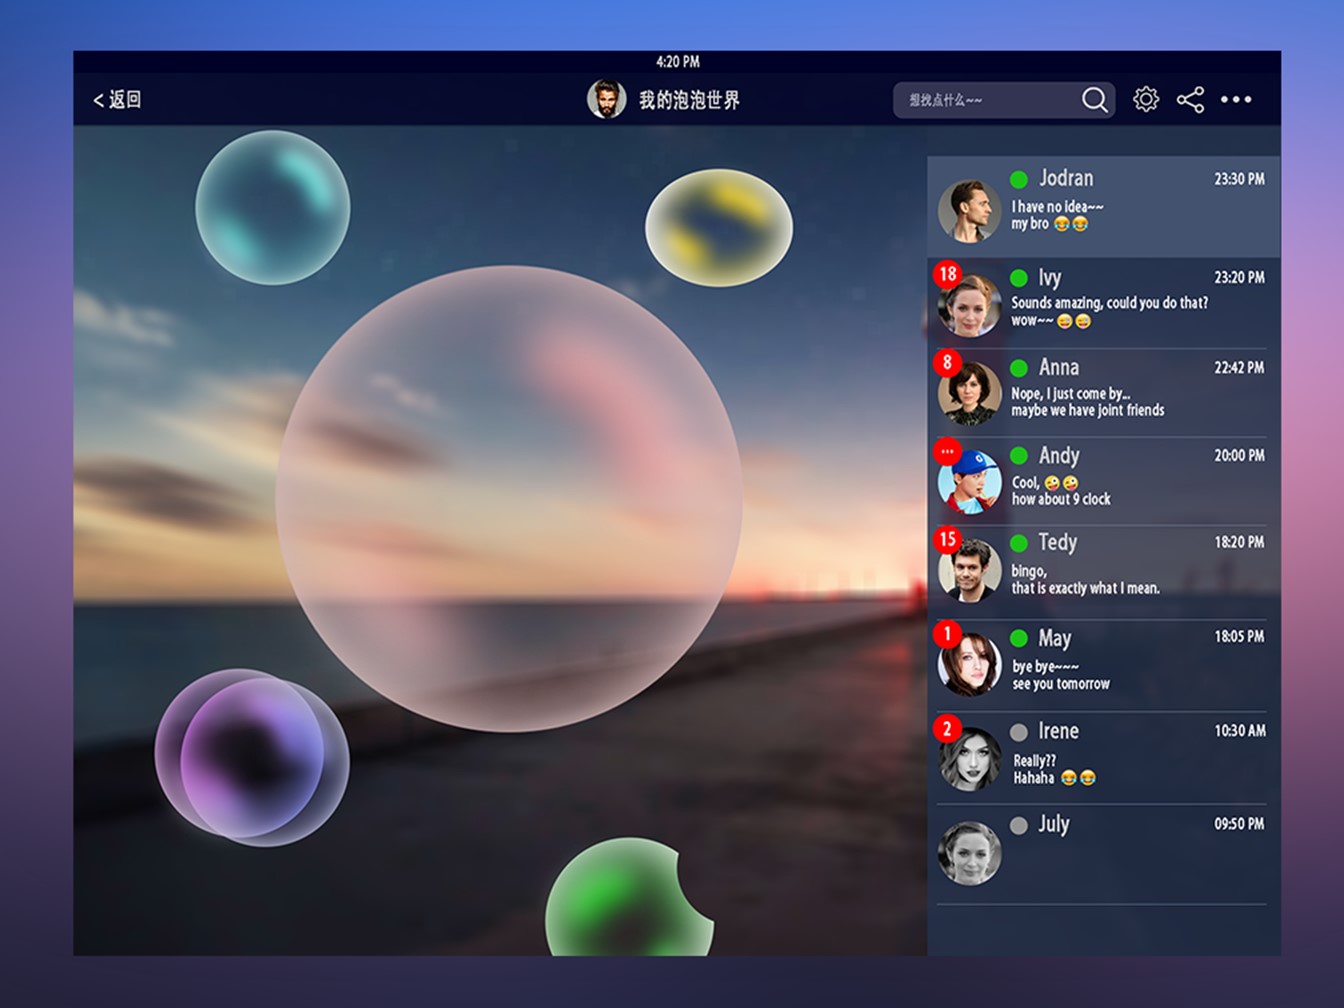 4:20 PM
< 返回
我的泡泡世界
想找点什么~~
Jodran
23:30 PM
I have no idea~~
my bro 😂😂
18
Ivy
23:20 PM
Sounds amazing, could you do that?
wow~~ 😅😅
8
Anna
22:42 PM
Nope, I just come by...
maybe we have joint friends
...
Andy
20:00 PM
Cool, 🤪🤪
how about 9 clock
15
Tedy
18:20 PM
bingo,
that is exactly what I mean.
1
May
18:05 PM
bye bye~~~
see you tomorrow
2
Irene
10:30 AM
Really??
Hahaha 😂😂
July
09:50 PM